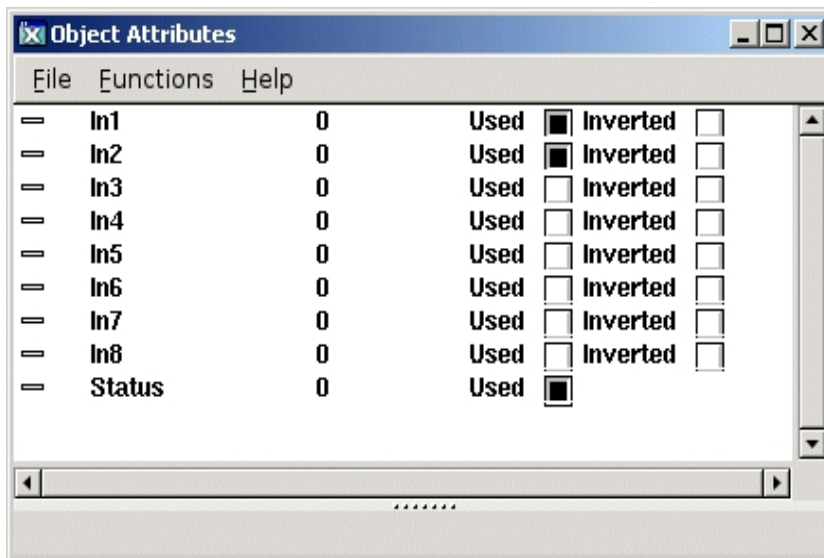 Object Attributes
File Functions Help
In1 0 Used Inverted
In2 0 Used Inverted
In3 0 Used Inverted
In4 0 Used Inverted
In5 0 Used Inverted
In6 0 Used Inverted
In7 0 Used Inverted
In8 0 Used Inverted
Status 0 Used